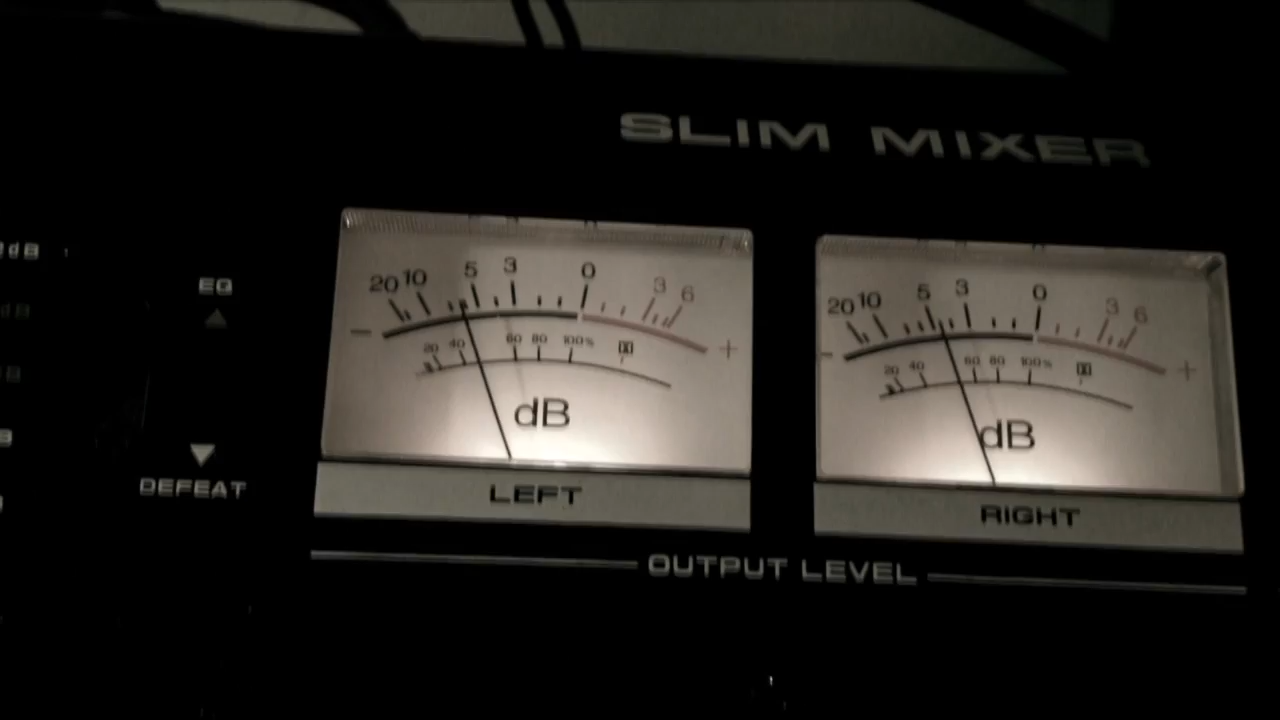 SLIM MIXER
dB
EQ
20 10 5 3 0 3 6
- +
20 40 60 80 100%
dB
LEFT
20 10 5 3 0 3 6
- +
20 40 60 80 100%
dB
RIGHT
DEFEAT
OUTPUT LEVEL